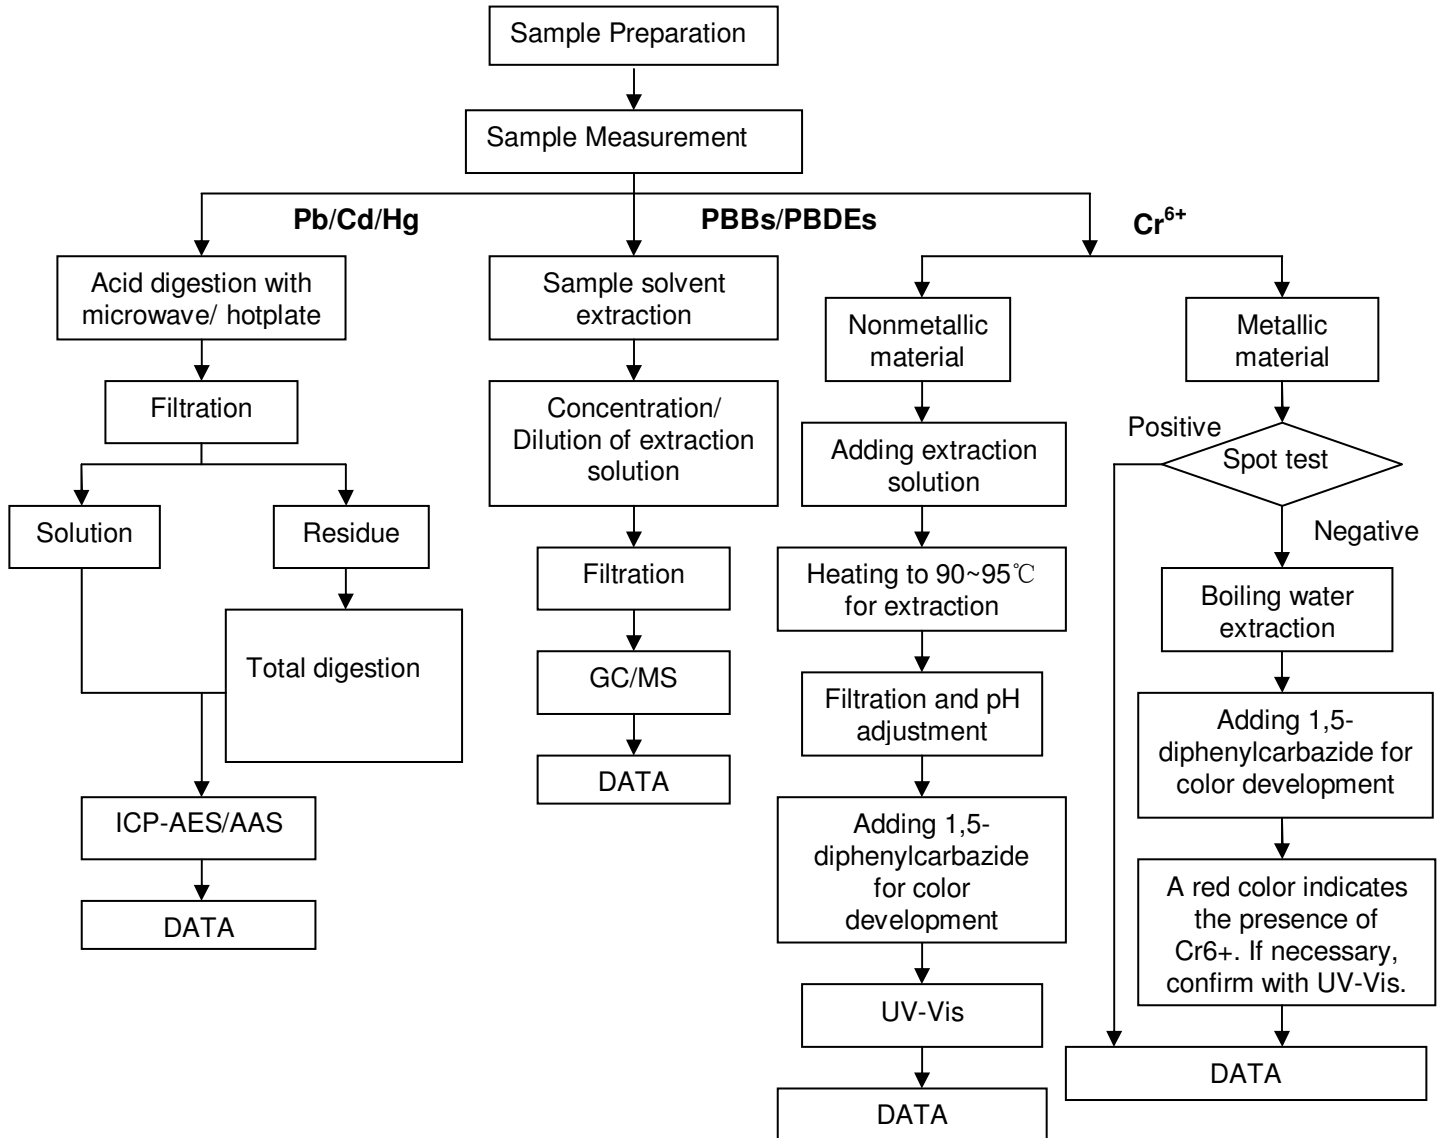 Sample Preparation
Sample Measurement
Pb/Cd/Hg
PBBs/PBDEs
Cr6+
Acid digestion with
microwave/ hotplate
Filtration
Solution
Residue
Total digestion
ICP-AES/AAS
DATA
Sample solvent
extraction
Concentration/
Dilution of extraction
solution
Filtration
GC/MS
DATA
Nonmetallic
material
Adding extraction
solution
Heating to 90~95℃
for extraction
Filtration and pH
adjustment
Adding 1,5-
diphenylcarbazide
for color
development
UV-Vis
DATA
Metallic
material
Positive
Spot test
Negative
Boiling water
extraction
Adding 1,5-
diphenylcarbazide for
color development
A red color indicates
the presence of
Cr6+. If necessary,
confirm with UV-Vis.
DATA